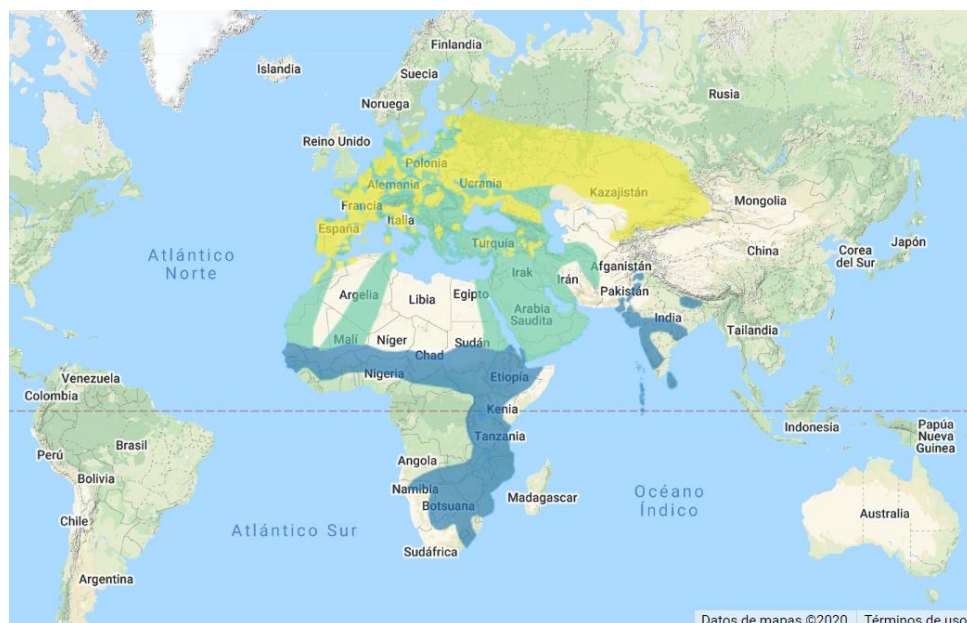 Finlandia
Islandia
Suecia
Rusia
Noruega
Reino Unido
Polonia
Alemania
Ucrania
Kazajistán
Francia
Mongolia
Italia
España
Turquía
China
Corea
del Sur
Japón
Atlántico
Norte
Afganistán
Irak
Irán
Pakistán
Argelia
Libia
Egipto
Arabia
Saudita
India
Tailandia
Malí
Níger
Chad
Sudán
Nigeria
Etiopía
Venezuela
Colombia
Kenia
Indonesia
Papúa
Nueva
Guinea
Tanzania
Brasil
Perú
Angola
Bolivia
Namibia
Madagascar
Océano
Índico
Botsuana
Australia
Chile
Atlántico Sur
Sudáfrica
Argentina
Datos de mapas ©2020
Términos de uso